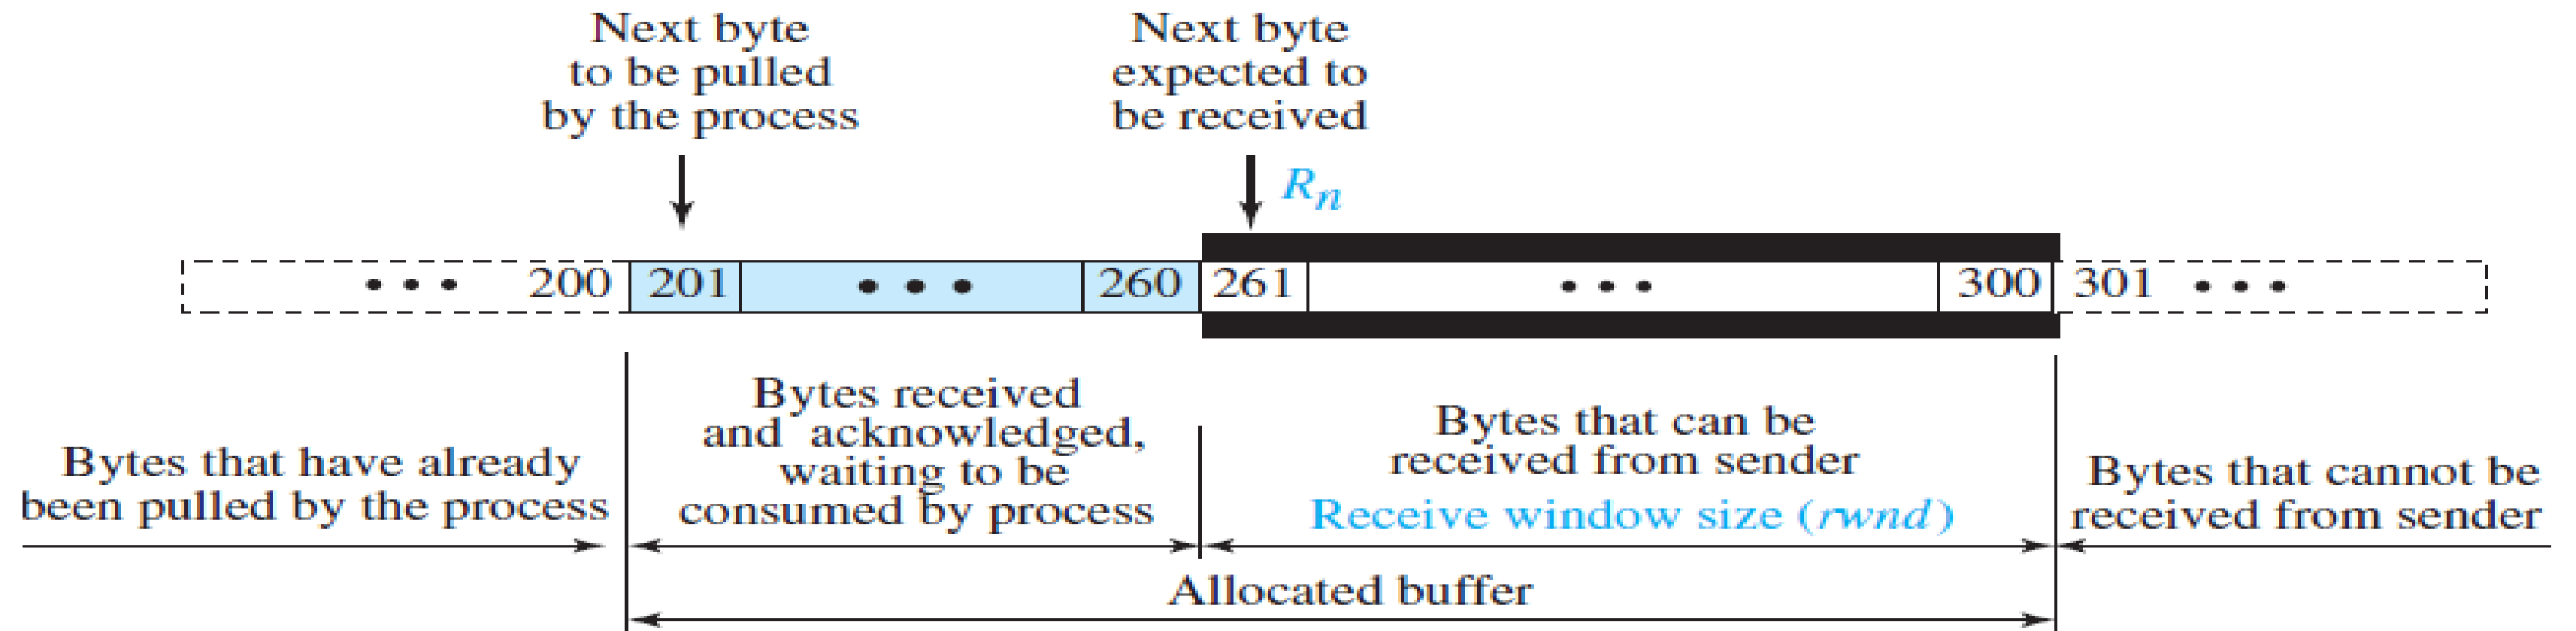 Next byte
to be pulled
by the process
Next byte
expected to
be received
Rn
... 200 201 ... 260 261 ... 300 301 ...
Bytes that have already
been pulled by the process
Bytes received
and acknowledged,
waiting to be
consumed by process
Bytes that can be
received from sender
Receive window size (rwnd)
Bytes that cannot be
received from sender
Allocated buffer